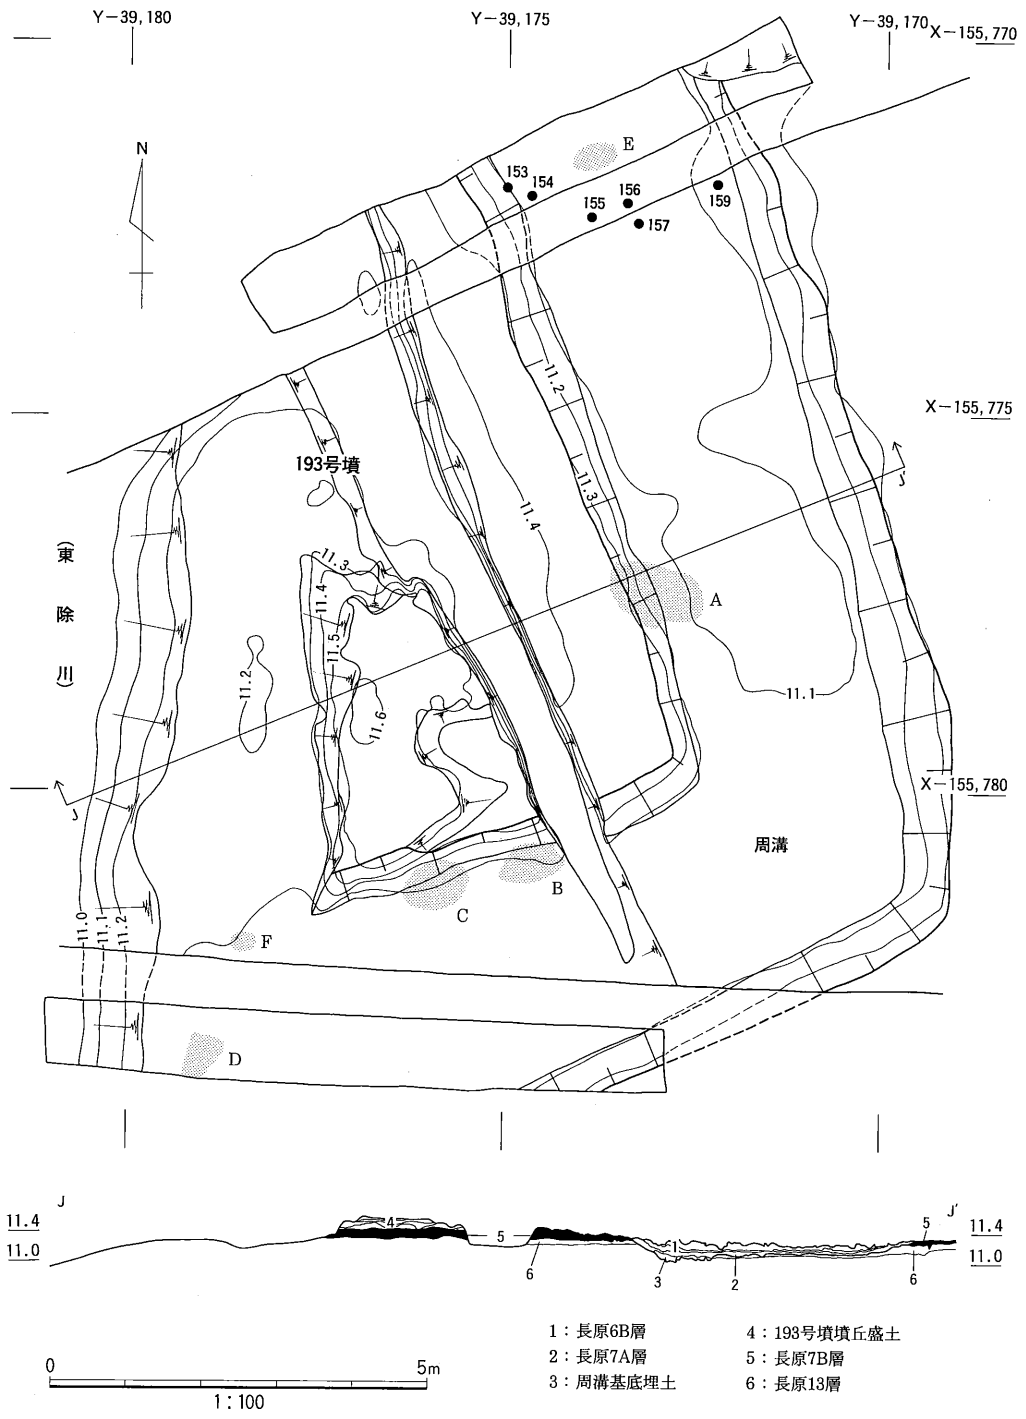 Y−39,180
Y−39,175
Y−39,170
X−155,770
N
E
153
154
155
156
157
159
11.2
X−155,775
193号墳
11.3
11.4
J'
(東除川)
11.3
11.4
11.5
A
11.2
11.6
11.1
X−155,780
J
周溝
B
C
F
11.0
11.1
11.2
D
J
J'
11.4
11.0
4
5
6
1
3
2
5
6
11.4
11.0
1：長原6B層
2：長原7A層
3：周溝基底埋土
4：193号墳墳丘盛土
5：長原7B層
6：長原13層
0
5m
1：100